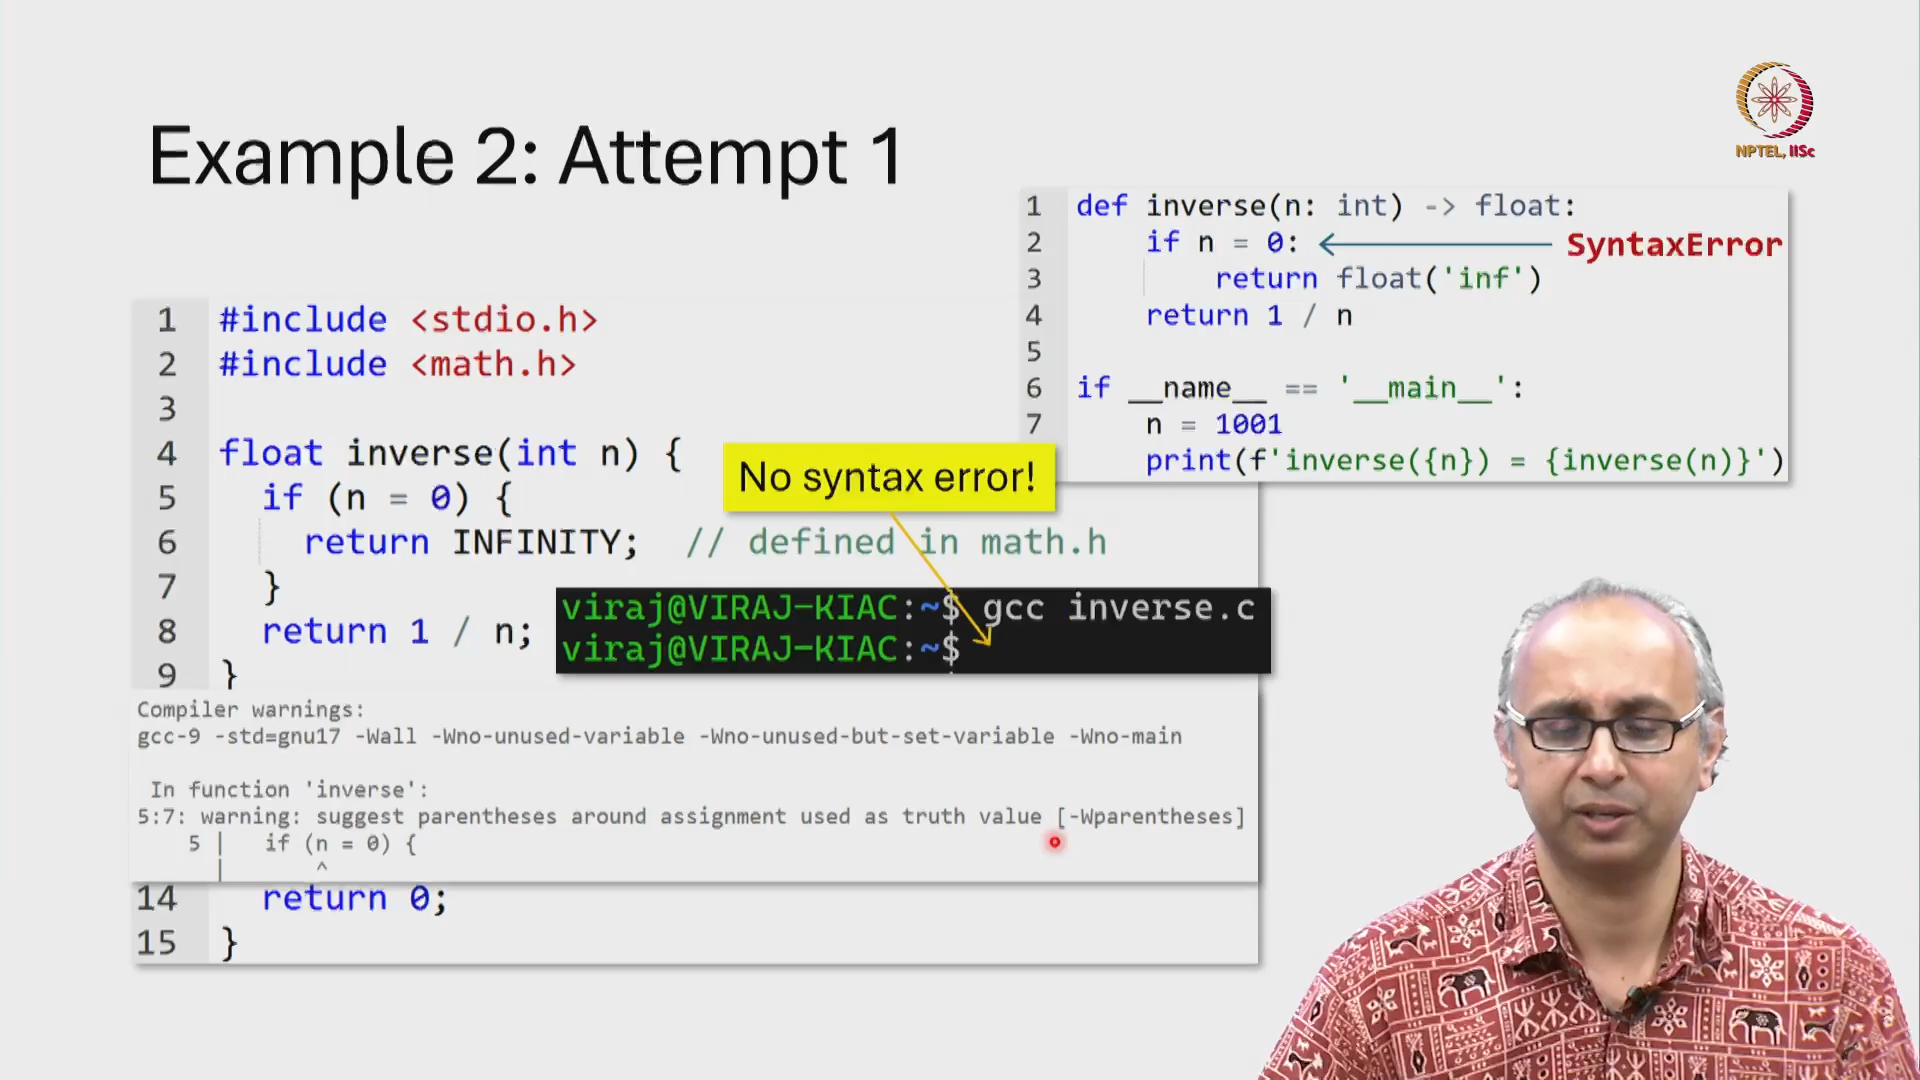 Example 2: Attempt 1
NPTEL, IISc
1 def inverse(n: int) -> float:
2 if n = 0:
SyntaxError
3 return float('inf')
4 return 1 / n
5
6 if __name__ == '__main__':
7 n = 1001
print(f'inverse({n}) = {inverse(n)}')
1 #include <stdio.h>
2 #include <math.h>
3
4 float inverse(int n) {
No syntax error!
5 if (n = 0) {
6 return INFINITY; // defined in math.h
7 }
8 return 1 / n;
9 }
viraj@VIRAJ-KIAC:~$ gcc inverse.c
viraj@VIRAJ-KIAC:~$
Compiler warnings:
gcc-9 -std=gnu17 -Wall -Wno-unused-variable -Wno-unused-but-set-variable -Wno-main
In function 'inverse':
5:7: warning: suggest parentheses around assignment used as truth value [-Wparentheses]
5 | if (n = 0) {
| ^
14 return 0;
15 }